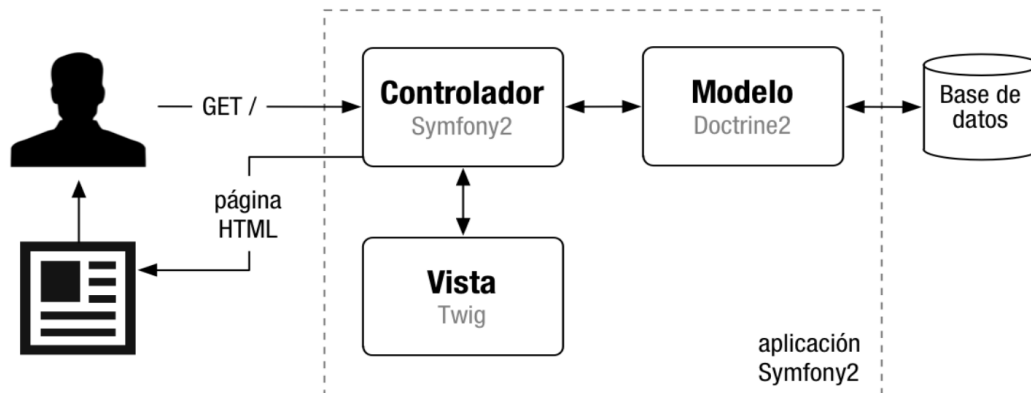 GET /
Controlador
Symfony2
Modelo
Doctrine2
Base de
datos
página
HTML
Vista
Twig
aplicación
Symfony2